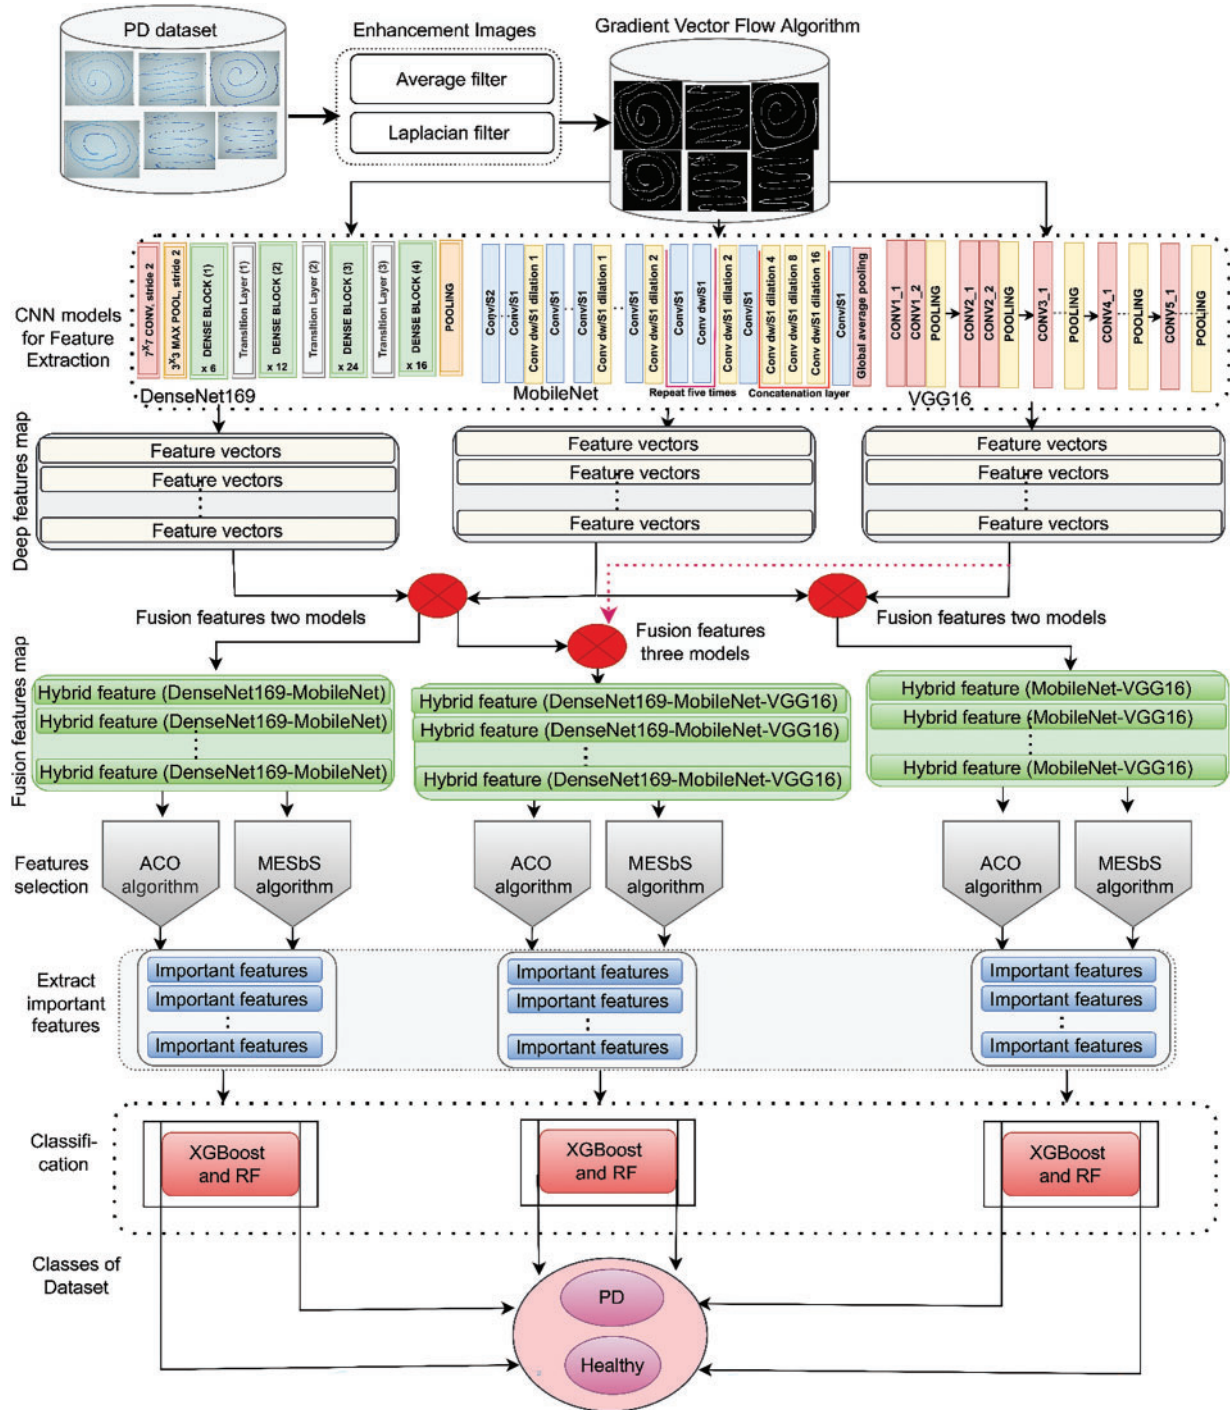 PD dataset
Enhancement Images
Average filter
Laplacian filter
Gradient Vector Flow Algorithm
CNN models
for Feature
Extraction
7x7 CONV, stride 2
3x3 MAX POOL, stride 2
DENSE BLOCK (1)
x 6
Transition Layer (1)
DENSE BLOCK (2)
x 12
Transition Layer (2)
DENSE BLOCK (3)
x 24
Transition Layer (3)
DENSE BLOCK (4)
x 16
POOLING
DenseNet169
Conv/S2
Conv/S1
Conv dw/S1 dilation 1
Conv/S1
Conv/S1
Conv dw/S1 dilation 1
Conv/S1
Conv dw/S1 dilation 2
Conv/S1
Conv dw/S1
Conv dw/S1 dilation 2
Conv/S1
Conv dw/S1 dilation 4
Conv dw/S1 dilation 8
Conv dw/S1 dilation 16
Conv/S1
Global average pooling
MobileNet
Repeat five times
Concatenation layer
CONV1_1
CONV1_2
POOLING
CONV2_1
CONV2_2
POOLING
CONV3_1
POOLING
CONV4_1
POOLING
CONV5_1
POOLING
VGG16
Deep features map
Feature vectors
Feature vectors
Feature vectors
Feature vectors
Feature vectors
Feature vectors
Feature vectors
Feature vectors
Feature vectors
Fusion features two models
Fusion features
three models
Fusion features two models
Fusion features map
Hybrid feature (DenseNet169-MobileNet)
Hybrid feature (DenseNet169-MobileNet)
Hybrid feature (DenseNet169-MobileNet)
Hybrid feature (DenseNet169-MobileNet-VGG16)
Hybrid feature (DenseNet169-MobileNet-VGG16)
Hybrid feature (DenseNet169-MobileNet-VGG16)
Hybrid feature (MobileNet-VGG16)
Hybrid feature (MobileNet-VGG16)
Hybrid feature (MobileNet-VGG16)
Features
selection
ACO
algorithm
MESbS
algorithm
ACO
algorithm
MESbS
algorithm
ACO
algorithm
MESbS
algorithm
Extract
important
features
Important features
Important features
Important features
Important features
Important features
Important features
Important features
Important features
Important features
Classifi-
cation
XGBoost
and RF
XGBoost
and RF
XGBoost
and RF
Classes of
Dataset
PD
Healthy